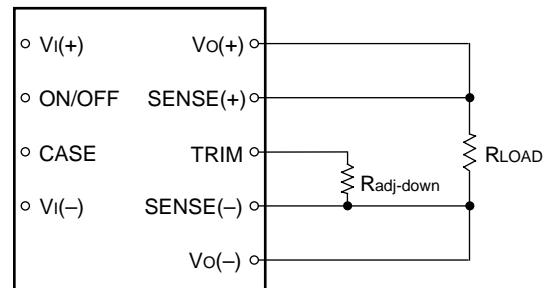 VI(+) VO(+)
ON/OFF SENSE(+)
CASE TRIM RLOAD
Radj-down
VI(–) SENSE(–)
VO(–)